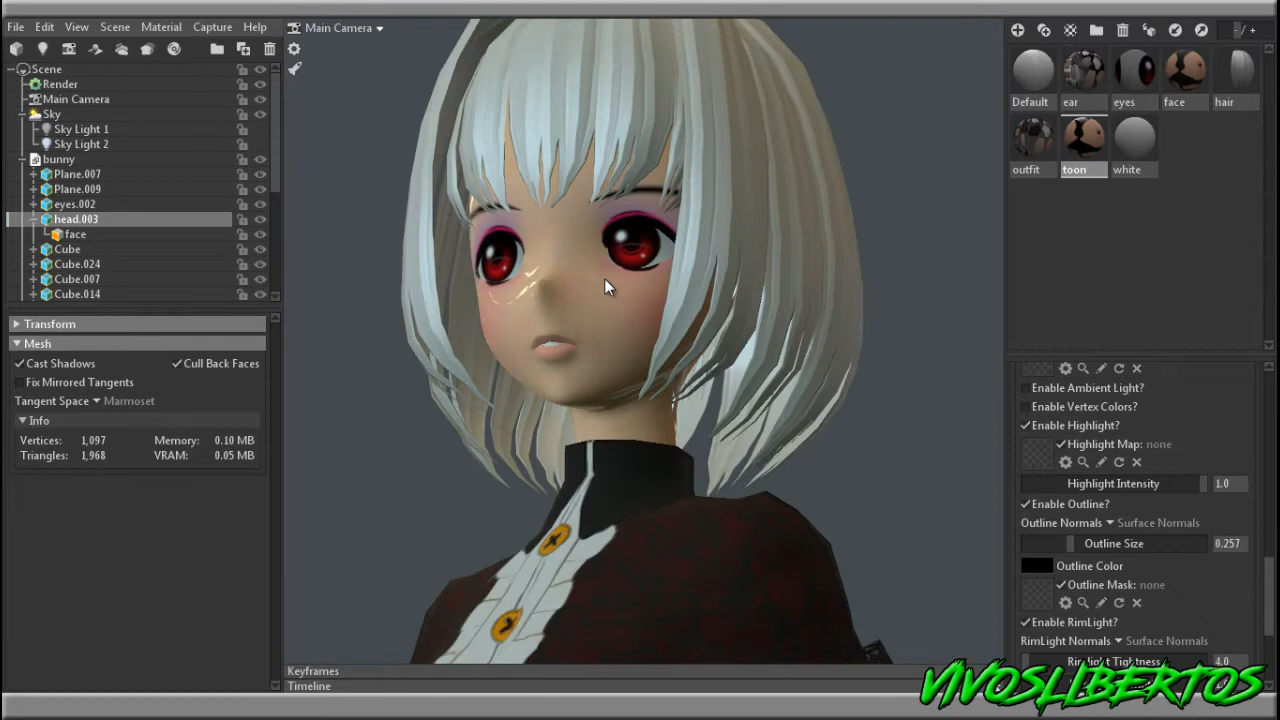 File Edit View Scene Material Capture Help
Main Camera
Scene
Render
Main Camera
Sky
Sky Light 1
Sky Light 2
bunny
Plane.007
Plane.009
eyes.002
head.003
face
Cube
Cube.024
Cube.007
Cube.014
Transform
Mesh
Cast Shadows Cull Back Faces
Fix Mirrored Tangents
Tangent Space Marmoset
Info
Vertices: 1,097 Memory: 0.10 MB
Triangles: 1,968 VRAM: 0.05 MB
Keyframes
Timeline
Default ear eyes face hair
outfit toon white
Enable Ambient Light?
Enable Vertex Colors?
Enable Highlight?
Highlight Map: none
Highlight Intensity 1.0
Enable Outline?
Outline Normals Surface Normals
Outline Size 0.257
Outline Color
Outline Mask: none
Enable RimLight?
RimLight Normals Surface Normals
RimLight Tightness 4.0
VIVOSLIBERTOS